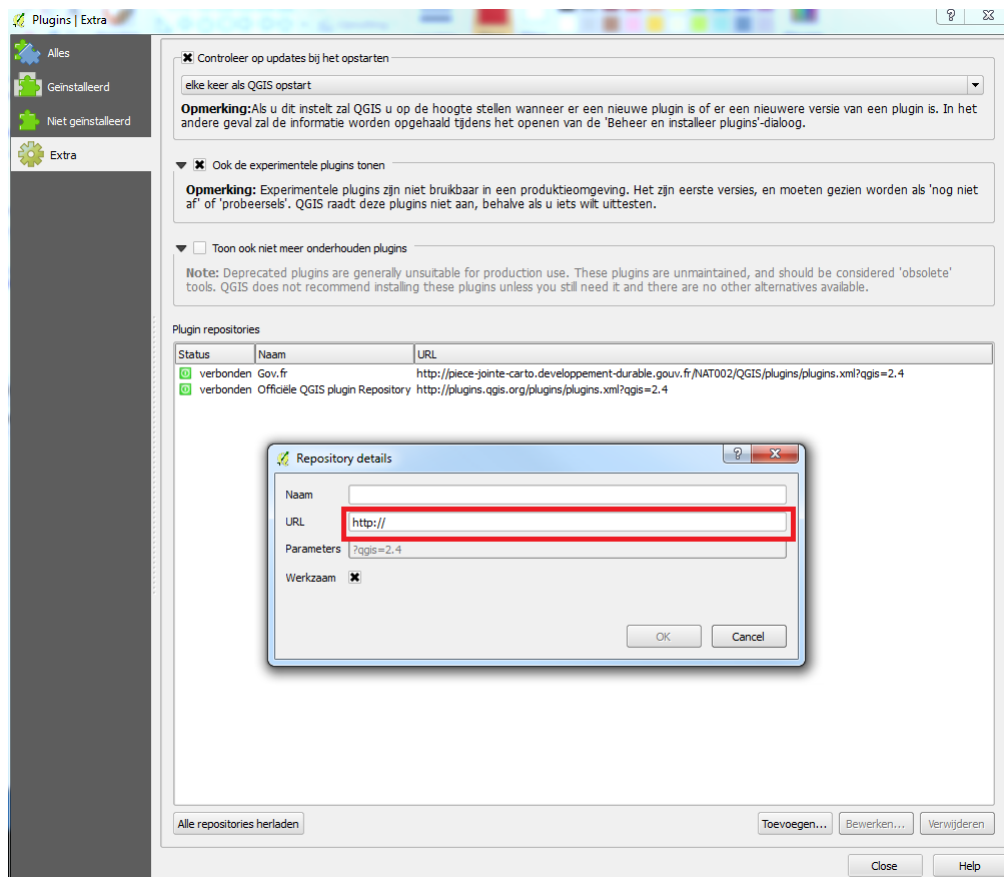 Plugins | Extra
Alles
Geïnstalleerd
Niet geïnstalleerd
Extra
Controleer op updates bij het opstarten
elke keer als QGIS opstart
Opmerking:Als u dit instelt zal QGIS u op de hoogte stellen wanneer er een nieuwe plugin is of er een nieuwere versie van een plugin is. In het
andere geval zal de informatie worden opgehaald tijdens het openen van de 'Beheer en installeer plugins'-dialoog.
Ook de experimentele plugins tonen
Opmerking: Experimentele plugins zijn niet bruikbaar in een produktieomgeving. Het zijn eerste versies, en moeten gezien worden als 'nog niet
af' of 'probeersels'. QGIS raadt deze plugins niet aan, behalve als u iets wilt uittesten.
Toon ook niet meer onderhouden plugins
Note: Deprecated plugins are generally unsuitable for production use. These plugins are unmaintained, and should be considered 'obsolete'
tools. QGIS does not recommend installing these plugins unless you still need it and there are no other alternatives available.
Plugin repositories
Status Naam URL
verbonden Gov.fr http://piece-jointe-carto.developpement-durable.gouv.fr/NAT002/QGIS/plugins/plugins.xml?qgis=2.4
verbonden Officiële QGIS plugin Repository http://plugins.qgis.org/plugins/plugins.xml?qgis=2.4
Repository details
Naam
URL http://
Parameters ?qgis=2.4
Werkzaam
OK Cancel
Alle repositories herladen Toevoegen... Bewerken... Verwijderen
Close Help